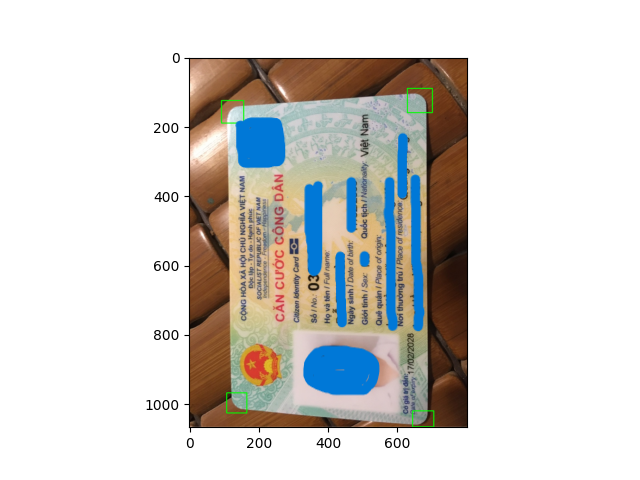 CỘNG HÒA XÃ HỘI CHỦ NGHĨA VIỆT NAM
Độc lập - Tự do - Hạnh phúc
SOCIALIST REPUBLIC OF VIET NAM
Independence - Freedom - Happiness
CĂN CƯỚC CÔNG DÂN
Citizen Identity Card
Số / No.: 03
Họ và tên / Full name:
Ngày sinh / Date of birth:
Giới tính / Sex: Quốc tịch / Nationality: Việt Nam
Quê quán / Place of origin:
Nơi thường trú / Place of residence:
Có giá trị đến: 17/02/2028
Date of expiry
0
200
400
600
800
1000
0 200 400 600